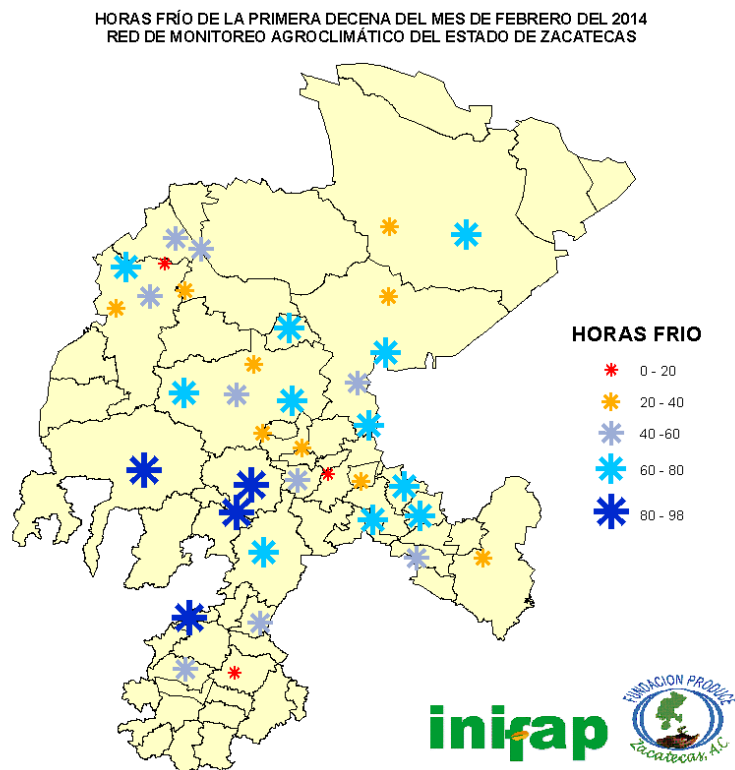 HORAS FRÍO DE LA PRIMERA DECENA DEL MES DE FEBRERO DEL 2014
RED DE MONITOREO AGROCLIMÁTICO DEL ESTADO DE ZACATECAS
HORAS FRIO
0 - 20
20 - 40
40 -60
60 - 80
80 - 98
inifap
FUNDACION PRODUCE
Zacatecas, A.C.